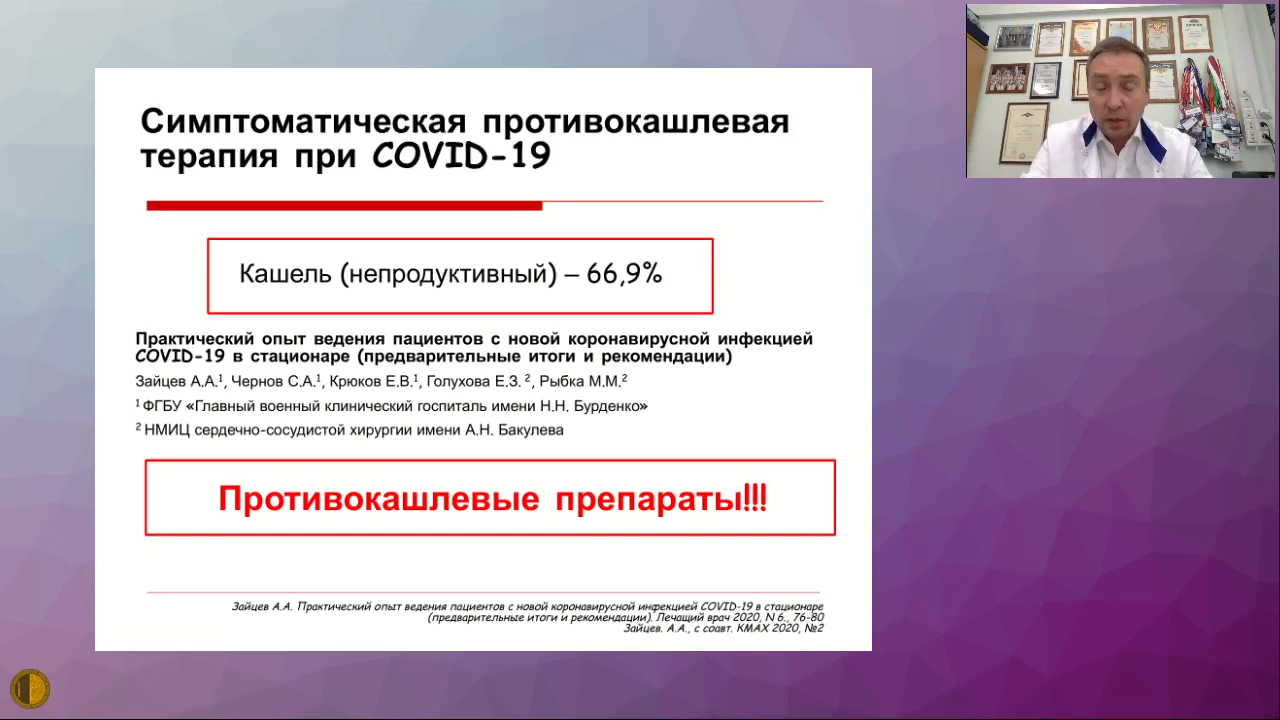 Симптоматическая противокашлевая
терапия при COVID-19
Кашель (непродуктивный) – 66,9%
Практический опыт ведения пациентов с новой коронавирусной инфекцией
COVID-19 в стационаре (предварительные итоги и рекомендации)
Зайцев А.А.¹, Чернов С.А.¹, Крюков Е.В.¹, Голухова Е.З. ², Рыбка М.М.²
¹ ФГБУ «Главный военный клинический госпиталь имени Н.Н. Бурденко»
² НМИЦ сердечно-сосудистой хирургии имени А.Н. Бакулева
Противокашлевые препараты!!!
Зайцев А.А. Практический опыт ведения пациентов с новой коронавирусной инфекцией COVID-19 в стационаре
(предварительные итоги и рекомендации). Лечащий врач 2020, N 6., 76-80
Зайцев. А.А., с соавт. КМАХ 2020, №2